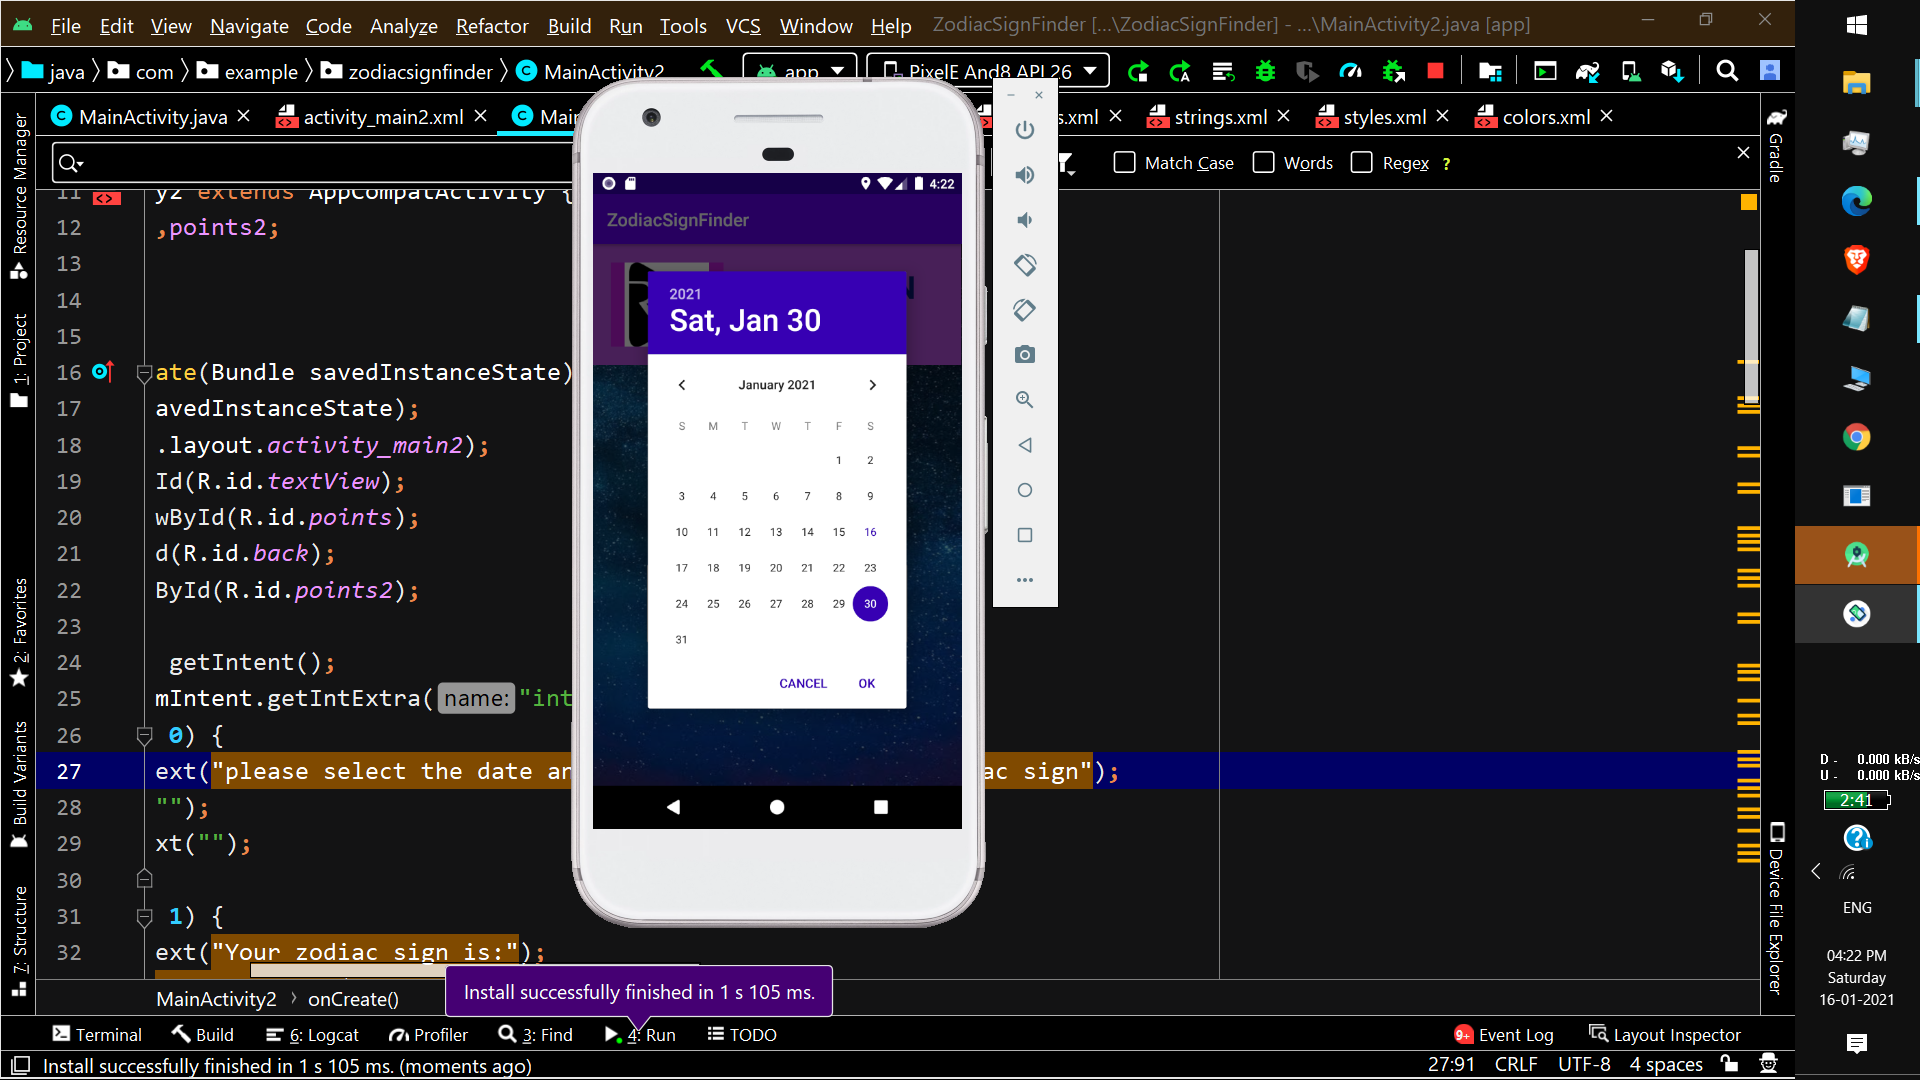 File Edit View Navigate Code Analyze Refactor Build Run Tools VCS Window Help ZodiacSignFinder [...\ZodiacSignFinder] - ...\MainActivity2.java [app]
java com example zodiacsignfinder MainActivity2 app PixelE And8 API 26
MainActivity.java activity_main2.xml Main s.xml strings.xml styles.xml colors.xml
Match Case Words Regex ?
11 y2 extends AppCompatActivity {
12 ,points2;
13
14
15
16 ate(Bundle savedInstanceState)
17 avedInstanceState);
18 .layout.activity_main2);
19 Id(R.id.textView);
20 wById(R.id.points);
21 d(R.id.back);
22 ById(R.id.points2);
23
24 getIntent();
25 mIntent.getIntExtra( name: "int
26 0) {
27 ext("please select the date an ac sign");
28 "");
29 xt("");
30
31 1) {
32 ext("Your zodiac sign is:");
MainActivity2 onCreate()
Install successfully finished in 1 s 105 ms.
Terminal Build 6: Logcat Profiler 3: Find 4: Run TODO 9+ Event Log Layout Inspector
Install successfully finished in 1 s 105 ms. (moments ago) 27:91 CRLF UTF-8 4 spaces
Resource Manager
1: Project
2: Favorites
Build Variants
7: Structure
4:22
ZodiacSignFinder
2021
Sat, Jan 30
January 2021
S M T W T F S
1 2
3 4 5 6 7 8 9
10 11 12 13 14 15 16
17 18 19 20 21 22 23
24 25 26 27 28 29 30
31
CANCEL OK
Gradle
Device File Explorer
D - 0.000 kB/s
U - 0.000 kB/s
2:41
ENG
04:22 PM
Saturday
16-01-2021